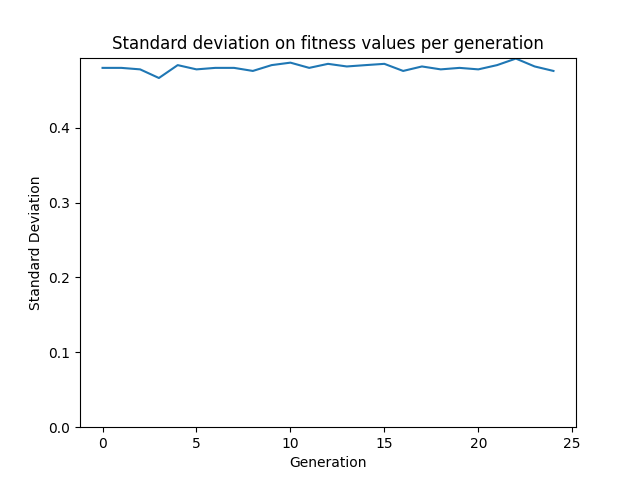 Standard deviation on fitness values per generation
Standard Deviation
0.4
0.3
0.2
0.1
0.0
0 5 10 15 20 25
Generation